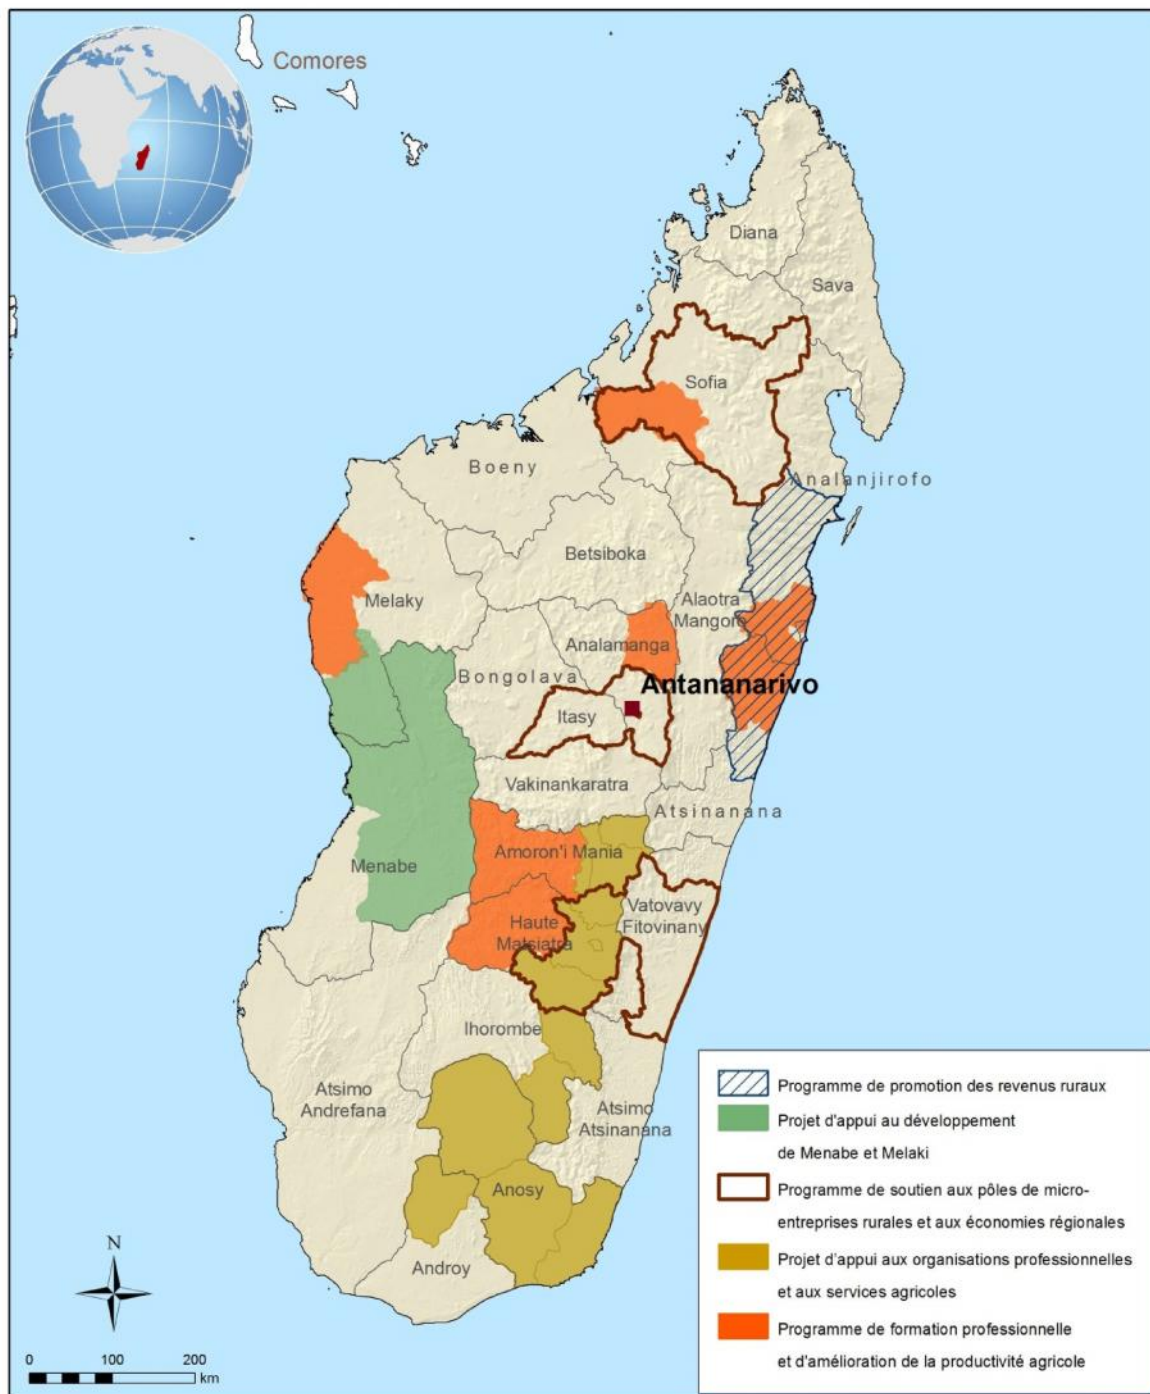 Comores
Diana
Sava
Sofia
Analanjirofo
Boeny
Betsiboka
Melaky
Alaotra
Mangoro
Analamanga
Bongolava
Antananarivo
Itasy
Vakinankaratra
Atsinanana
Amoron'i Mania
Menabe
Haute
Matsiatra
Vatovavy
Fitovinany
Ihorombe
Atsimo
Andrefana
Atsimo
Atsinanana
Anosy
Androy
Programme de promotion des revenus ruraux
Projet d'appui au développement
de Menabe et Melaki
Programme de soutien aux pôles de micro-
entreprises rurales et aux économies régionales
Projet d'appui aux organisations professionnelles
et aux services agricoles
Programme de formation professionnelle
et d'amélioration de la productivité agricole
N
0 100 200
km